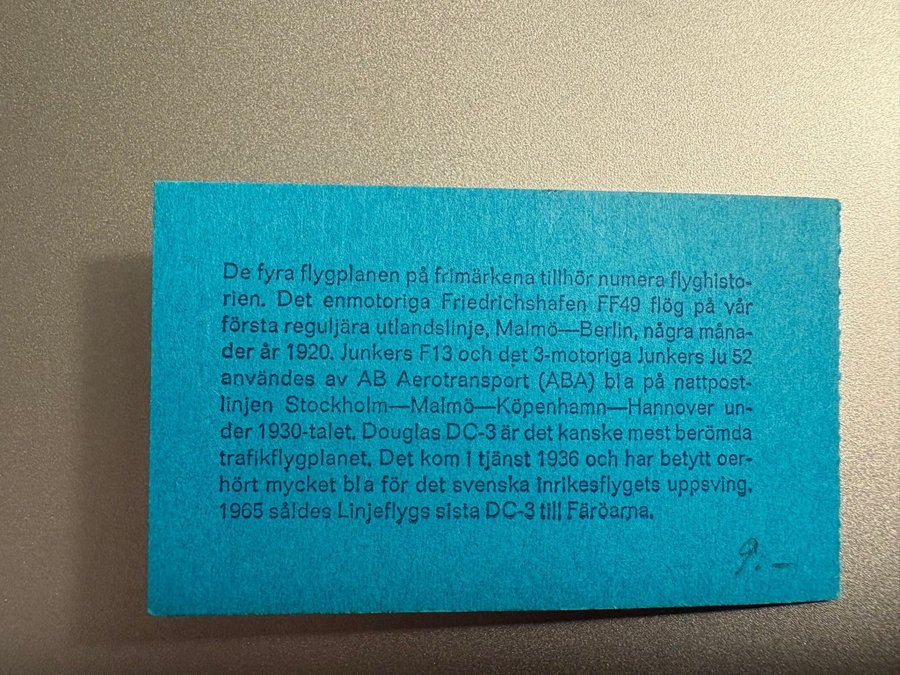 De fyra flygplanen på frimärkena tillhör numera flyghisto-
rien. Det enmotoriga Friedrichshafen FF49 flög på vår
första reguljära utlandslinje, Malmö—Berlin, några måna-
der år 1920. Junkers F13 och det 3-motoriga Junkers Ju 52
användes av AB Aerotransport (ABA) bla på nattpost-
linjen Stockholm—Malmö—Köpenhamn—Hannover un-
der 1930-talet. Douglas DC-3 är det kanske mest berömda
trafikflygplanet. Det kom i tjänst 1936 och har betytt oer-
hört mycket bla för det svenska inrikesflygets uppsving.
1965 såldes Linjeflygs sista DC-3 till Färöarna.
9.–